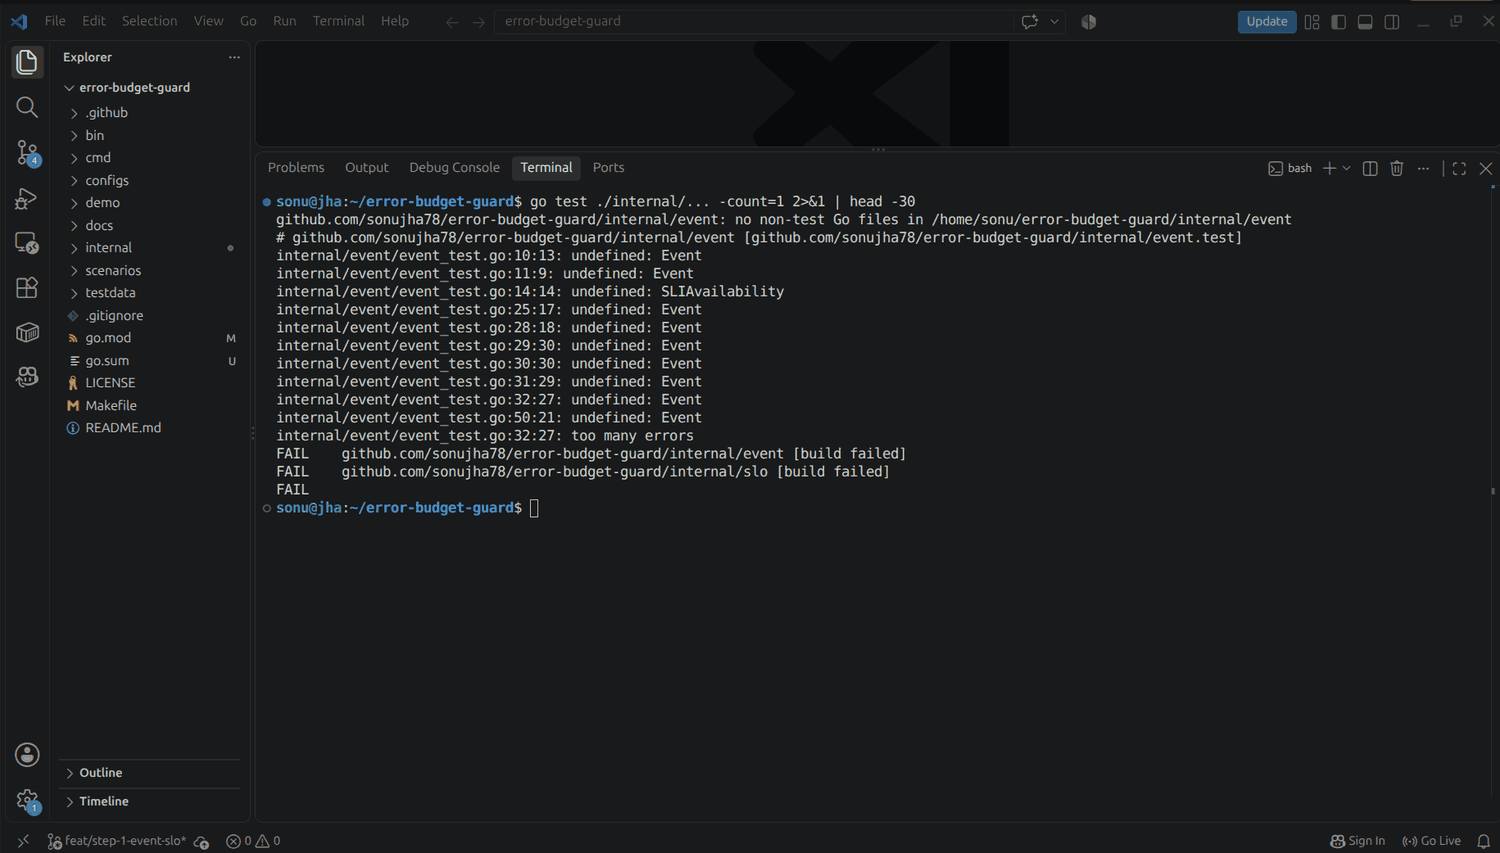 File Edit Selection View Go Run Terminal Help
error-budget-guard
Update
Explorer
error-budget-guard
.github
bin
cmd
configs
demo
docs
internal
scenarios
testdata
.gitignore
go.mod M
go.sum U
LICENSE
Makefile
README.md
Outline
Timeline
4
1
Problems Output Debug Console Terminal Ports
bash
sonu@jha:~/error-budget-guard$ go test ./internal/... -count=1 2>&1 | head -30
github.com/sonujha78/error-budget-guard/internal/event: no non-test Go files in /home/sonu/error-budget-guard/internal/event
# github.com/sonujha78/error-budget-guard/internal/event [github.com/sonujha78/error-budget-guard/internal/event.test]
internal/event/event_test.go:10:13: undefined: Event
internal/event/event_test.go:11:9: undefined: Event
internal/event/event_test.go:14:14: undefined: SLIAvailability
internal/event/event_test.go:25:17: undefined: Event
internal/event/event_test.go:28:18: undefined: Event
internal/event/event_test.go:29:30: undefined: Event
internal/event/event_test.go:30:30: undefined: Event
internal/event/event_test.go:31:29: undefined: Event
internal/event/event_test.go:32:27: undefined: Event
internal/event/event_test.go:50:21: undefined: Event
internal/event/event_test.go:32:27: too many errors
FAIL github.com/sonujha78/error-budget-guard/internal/event [build failed]
FAIL github.com/sonujha78/error-budget-guard/internal/slo [build failed]
FAIL
sonu@jha:~/error-budget-guard$
feat/step-1-event-slo* 0 0
Sign In Go Live